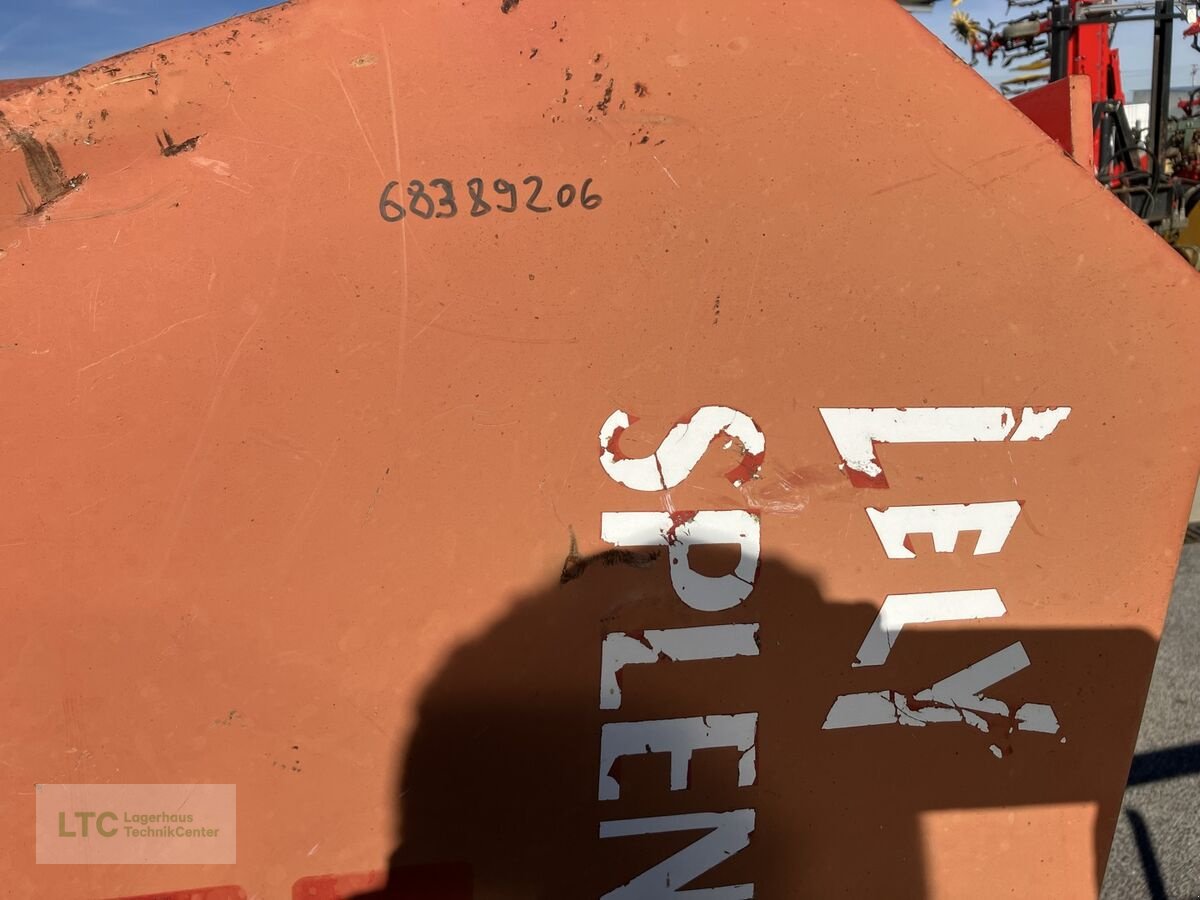 68389206
LELY
SPLEN
LTC Lagerhaus
TechnikCenter